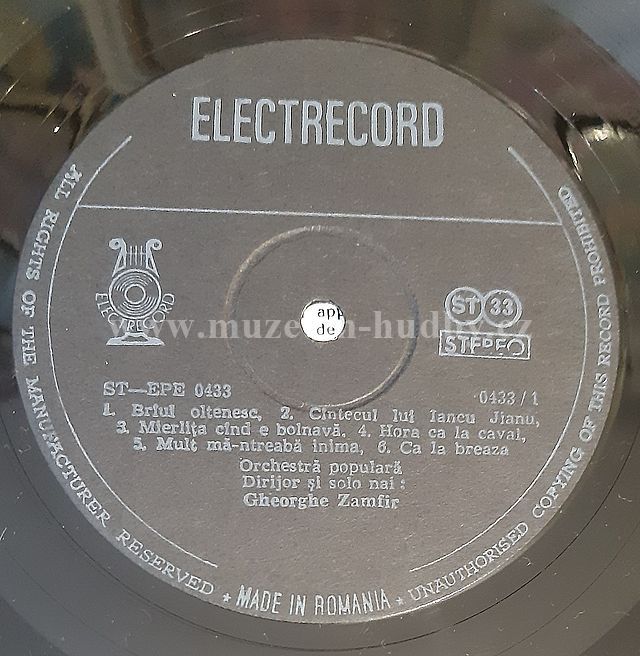 ELECTRECORD
ALL RIGHTS OF THE MANUFACTURER RESERVED ★ MADE IN ROMANIA ★ UNAUTHORISED COPYING OF THIS RECORD PROHIBITED
ELECTRECORD
ST 33
STEREO
app
de
www.muzeum-hudby.cz
ST—EPE 0433
0433 / 1
1. Brîul oltenesc, 2. Cîntecul lui Iancu Jianu,
3. Mierlița cînd e bolnavă. 4. Hora ca la caval,
5. Mult mă-ntreabă inima, 6. Ca la breaza
Orchestră populară
Dirijor și solo nai :
Gheorghe Zamfir